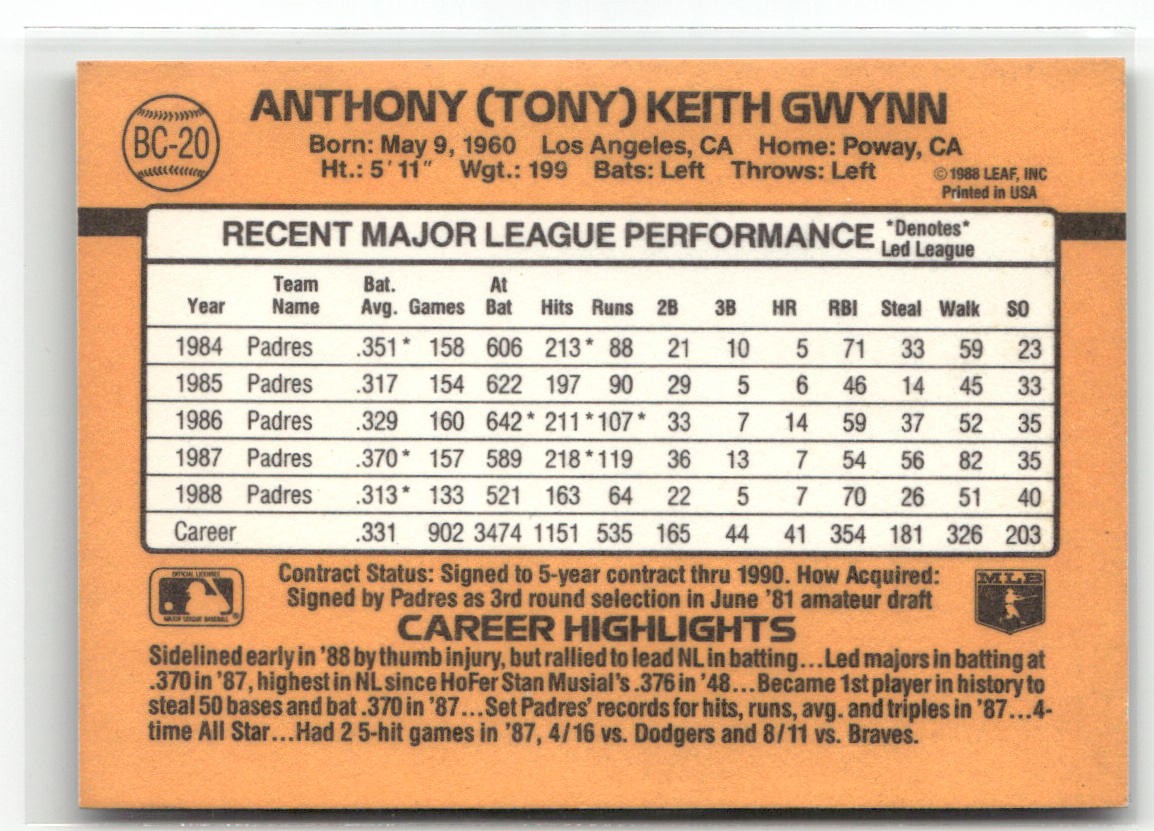 BC-20
ANTHONY (TONY) KEITH GWYNN
Born: May 9, 1960 Los Angeles, CA Home: Poway, CA
Ht.: 5' 11" Wgt.: 199 Bats: Left Throws: Left
©1988 LEAF, INC
Printed in USA
RECENT MAJOR LEAGUE PERFORMANCE *Denotes*
Led League
Team Bat. At
Year Name Avg. Games Bat Hits Runs 2B 3B HR RBI Steal Walk SO
1984 Padres .351* 158 606 213* 88 21 10 5 71 33 59 23
1985 Padres .317 154 622 197 90 29 5 6 46 14 45 33
1986 Padres .329 160 642* 211* 107* 33 7 14 59 37 52 35
1987 Padres .370* 157 589 218* 119 36 13 7 54 56 82 35
1988 Padres .313* 133 521 163 64 22 5 7 70 26 51 40
Career .331 902 3474 1151 535 165 44 41 354 181 326 203
OFFICIAL LICENSEE
MAJOR LEAGUE BASEBALL
®
Contract Status: Signed to 5-year contract thru 1990. How Acquired:
Signed by Padres as 3rd round selection in June '81 amateur draft
MLB
CAREER HIGHLIGHTS
Sidelined early in '88 by thumb injury, but rallied to lead NL in batting...Led majors in batting at
.370 in '87, highest in NL since HoFer Stan Musial's .376 in '48...Became 1st player in history to
steal 50 bases and bat .370 in '87...Set Padres' records for hits, runs, avg. and triples in '87...4-
time All Star...Had 2 5-hit games in '87, 4/16 vs. Dodgers and 8/11 vs. Braves.